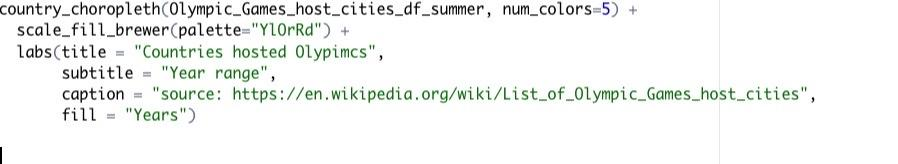 country_choropleth(Olympic_Games_host_cities_df_summer, num_colors=5) +
scale_fill_brewer(palette="YlOrRd") +
labs(title = "Countries hosted Olypimcs",
subtitle = "Year range",
caption = "source: https://en.wikipedia.org/wiki/List_of_Olympic_Games_host_cities",
fill = "Years")